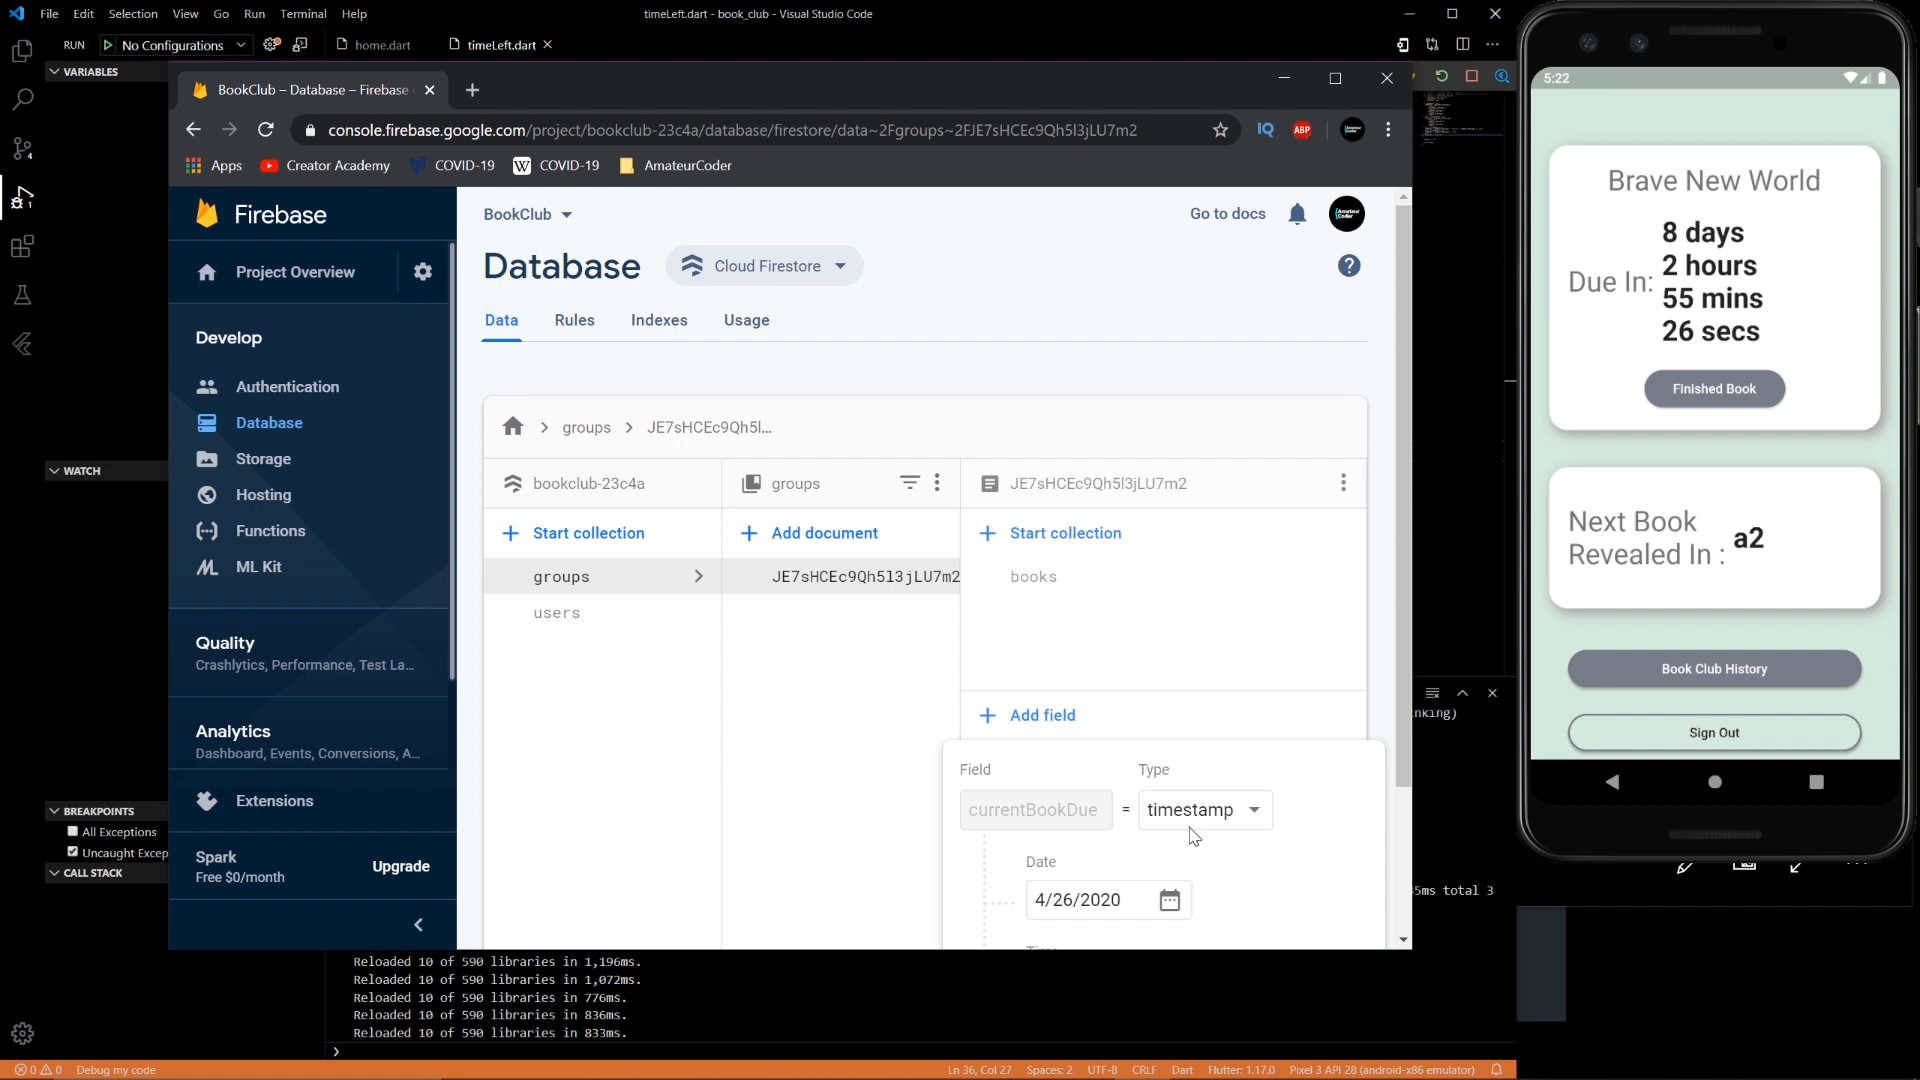 File Edit Selection View Go Run Terminal Help
timeLeft.dart - book_club - Visual Studio Code
RUN No Configurations
home.dart
timeLeft.dart
VARIABLES
BookClub – Database – Firebase
console.firebase.google.com/project/bookclub-23c4a/database/firestore/data~2Fgroups~2FJE7sHCEc9Qh5l3jLU7m2
IQ
ABP
Apps
Creator Academy
COVID-19
W COVID-19
AmateurCoder
Firebase
BookClub
Go to docs
Project Overview
Database
Cloud Firestore
Data Rules Indexes Usage
Develop
Authentication
Database
Storage
Hosting
Functions
ML Kit
groups
JE7sHCEc9Qh5l...
bookclub-23c4a
groups
JE7sHCEc9Qh5l3jLU7m2
Start collection
Add document
Start collection
groups
JE7sHCEc9Qh5l3jLU7m2
books
users
Quality
Crashlytics, Performance, Test La...
Analytics
Dashboard, Events, Conversions, A...
Extensions
Spark
Free $0/month
Upgrade
Add field
Field
Type
currentBookDue = timestamp
Date
4/26/2020
WATCH
BREAKPOINTS
All Exceptions
Uncaught Excep
CALL STACK
nking)
5ms total 3
Reloaded 10 of 590 libraries in 1,196ms.
Reloaded 10 of 590 libraries in 1,072ms.
Reloaded 10 of 590 libraries in 776ms.
Reloaded 10 of 590 libraries in 836ms.
Reloaded 10 of 590 libraries in 833ms.
0 0 Debug my code
Ln 36, Col 27 Spaces: 2 UTF-8 CRLF Dart Flutter: 1.17.0 Pixel 3 API 28 (android-x86 emulator)
5:22
Brave New World
Due In:
8 days
2 hours
55 mins
26 secs
Finished Book
Next Book
Revealed In :
a2
Book Club History
Sign Out